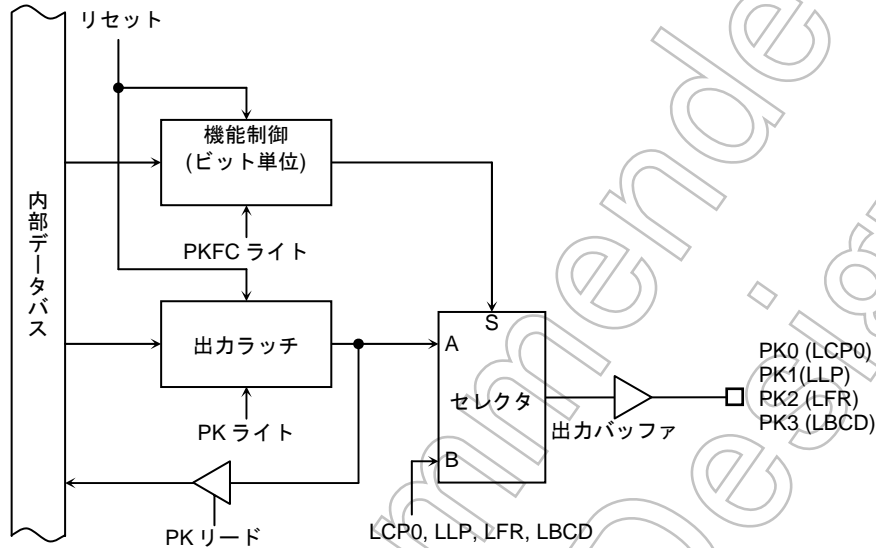 リセット
機能制御
(ビット単位)
内部データバス
PKFC ライト
S
出力ラッチ
A
PK0 (LCP0)
PK1(LLP)
PK2 (LFR)
PK3 (LBCD)
セレクタ
出力バッファ
PK ライト
B
PK リード
LCP0, LLP, LFR, LBCD